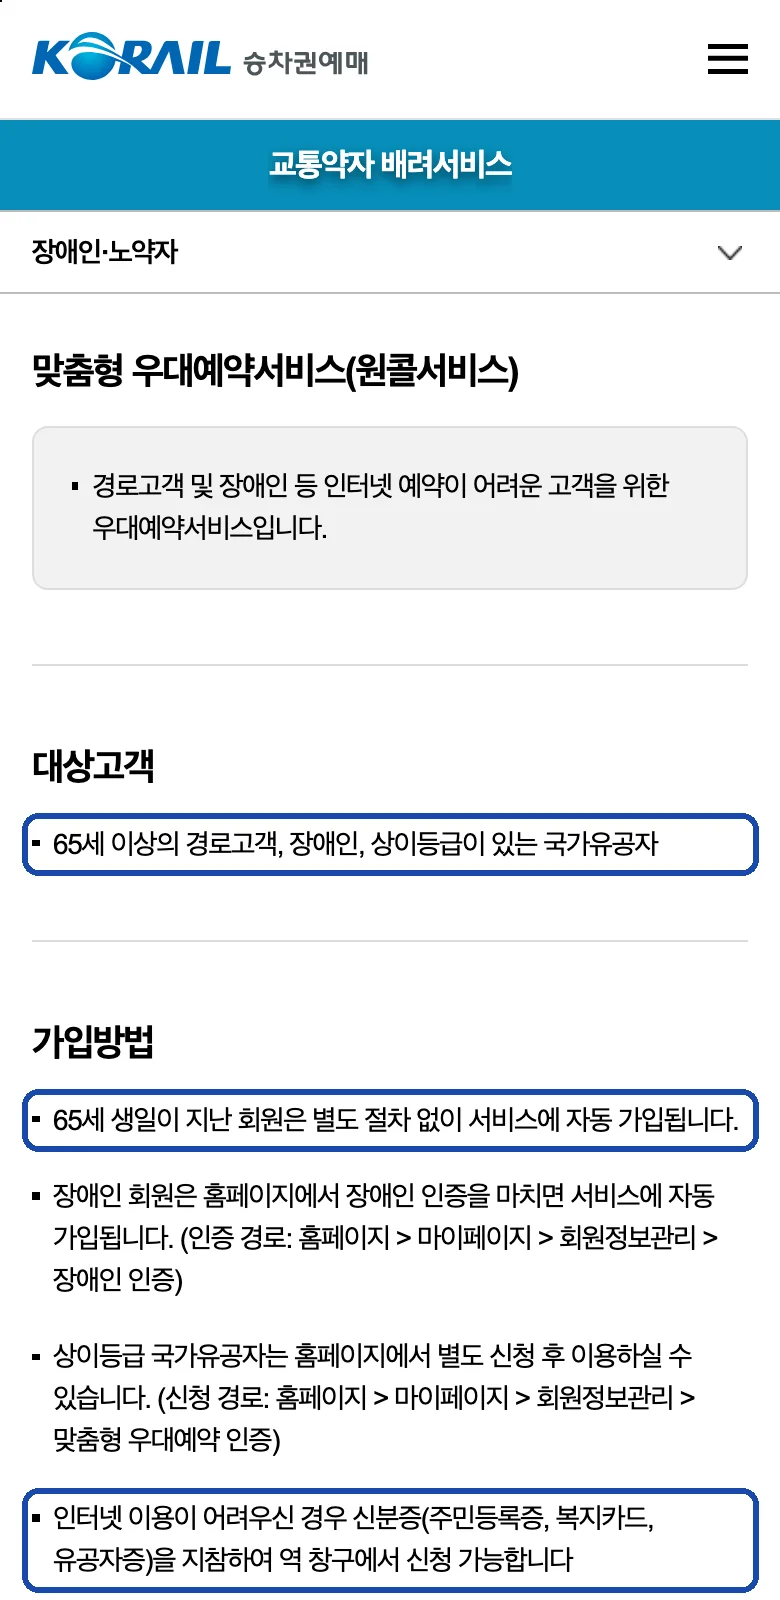 KORAIL 승차권예매
교통약자 배려서비스
장애인·노약자
맞춤형 우대예약서비스(원콜서비스)
▪ 경로고객 및 장애인 등 인터넷 예약이 어려운 고객을 위한
우대예약서비스입니다.
대상고객
▪ 65세 이상의 경로고객, 장애인, 상이등급이 있는 국가유공자
가입방법
▪ 65세 생일이 지난 회원은 별도 절차 없이 서비스에 자동 가입됩니다.
▪ 장애인 회원은 홈페이지에서 장애인 인증을 마치면 서비스에 자동
가입됩니다. (인증 경로: 홈페이지 > 마이페이지 > 회원정보관리 >
장애인 인증)
▪ 상이등급 국가유공자는 홈페이지에서 별도 신청 후 이용하실 수
있습니다. (신청 경로: 홈페이지 > 마이페이지 > 회원정보관리 >
맞춤형 우대예약 인증)
▪ 인터넷 이용이 어려우신 경우 신분증(주민등록증, 복지카드,
유공자증)을 지참하여 역 창구에서 신청 가능합니다